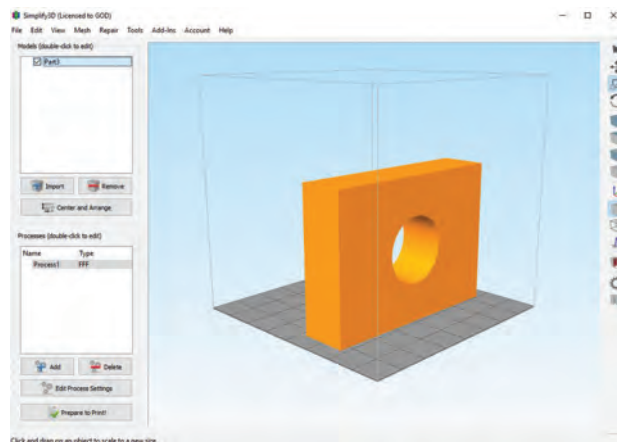 Simplify3D (Licensed to GOD)
File Edit View Mesh Repair Tools Add-Ins Account Help
Models (double-click to edit)
Part3
Import Remove
Center and Arrange
Processes (double-click to edit)
Name Type
Process1 FFF
Add Delete
Edit Process Settings
Prepare to Print!
Click and drag on an object to scale to a new size